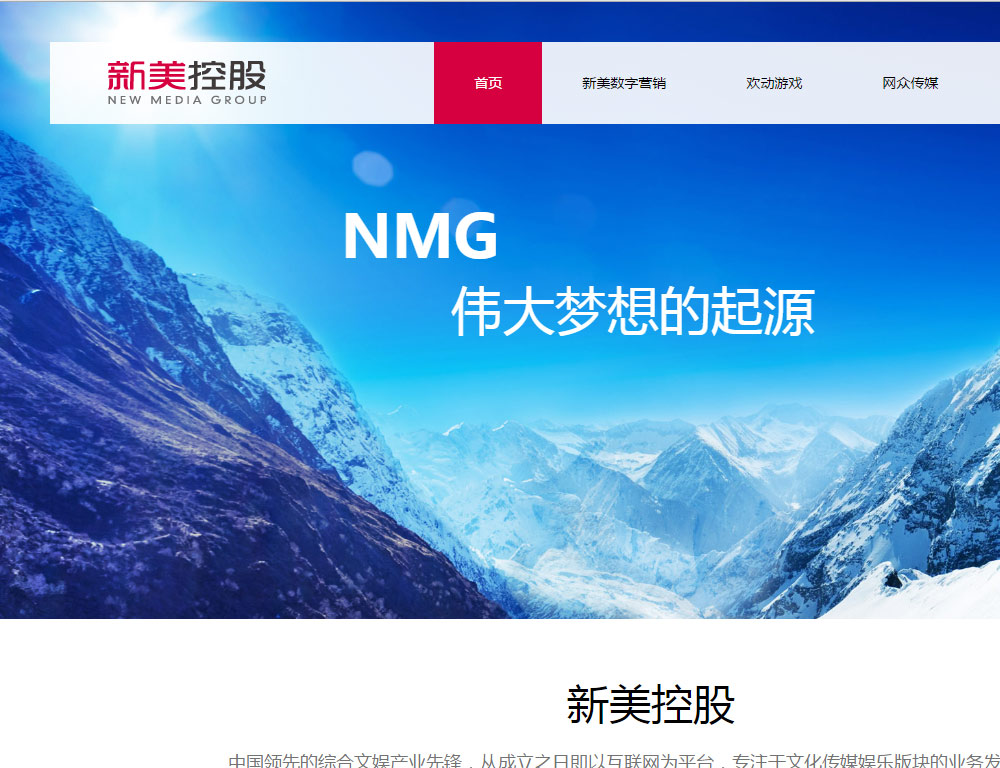 新美控股
NEW MEDIA GROUP
首页
新美数字营销
欢动游戏
网众传媒
NMG
伟大梦想的起源
新美控股
中国领先的综合文娱产业先锋，从成立之日即以互联网为平台，专注于文化传媒娱乐版块的业务发